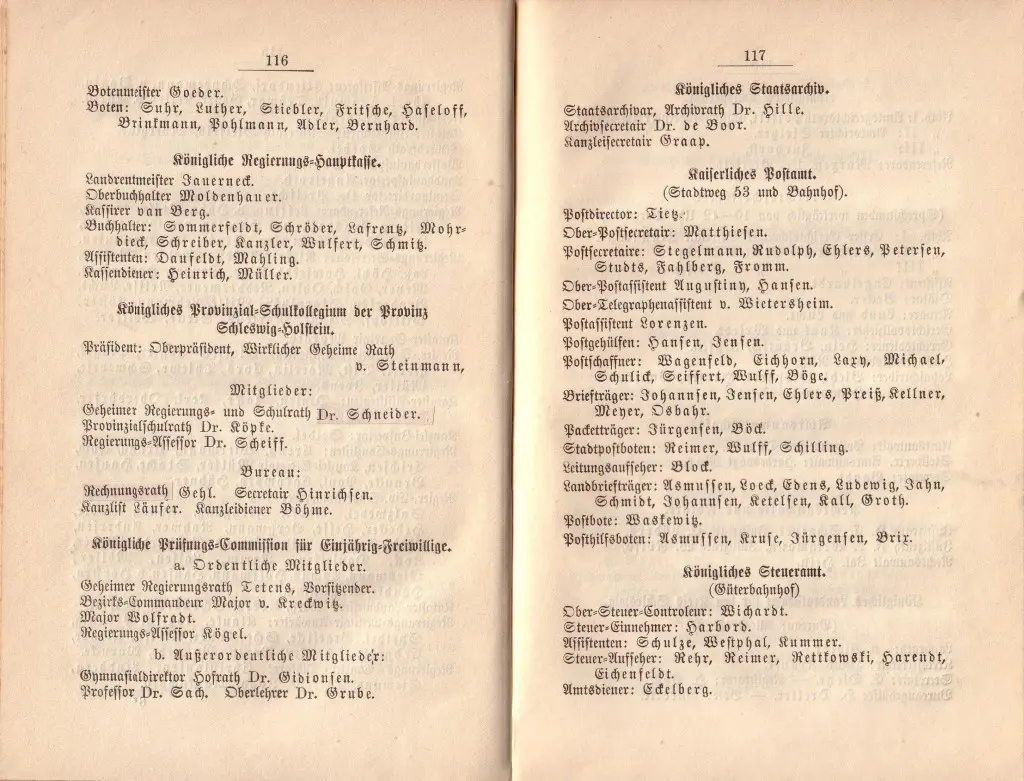 116
Botenmeister Goeder.
Boten: Suhr, Luther, Stiebler, Fritsche, Haseloff,
Brinkmann, Pohlmann, Adler, Bernhard.
Königliche Regierungs-Hauptkasse.
Landrentmeister Jauerneck.
Oberbuchhalter Moldenhauer.
Kassirer van Berg.
Buchhalter: Sommerfeldt, Schröder, Lafrentz, Mohr-
dieck, Schreiber, Kanzler, Wulfert, Schmitz.
Assistenten: Danfeldt, Mahling.
Kassendiener: Heinrich, Müller.
Königliches Provinzial-Schulkollegium der Provinz
Schleswig-Holstein.
Präsident: Oberpräsident, Wirklicher Geheime Rath
v. Steinmann,
Mitglieder:
Geheimer Regierungs- und Schulrath Dr. Schneider.
Provinzialschulrath Dr. Köpke.
Regierungs-Assessor Dr. Scheiff.
Bureau:
Rechnungsrath Gehl. Secretair Hinrichsen.
Kanzlist Läufer. Kanzleidiener Böhme.
Königliche Prüfungs-Commission für Einjährig-Freiwillige.
a. Ordentliche Mitglieder.
Geheimer Regierungsrath Tetens, Vorsitzender.
Bezirks-Commandeur Major v. Kreckwitz.
Major Wolfradt.
Regierungs-Assessor Kögel.
b. Außerordentliche Mitglieder:
Gymnasialdirektor Hofrath Dr. Gidionsen.
Professor Dr. Sach. Oberlehrer Dr. Grube.
117
Königliches Staatsarchiv.
Staatsarchivar, Archivrath Dr. Hille.
Archivsecretair Dr. de Boor.
Kanzleisecretair Graap.
Kaiserliches Postamt.
(Stadtweg 53 und Bahnhof).
Postdirector: Tietz.
Ober-Postsecretair: Matthiesen.
Postsecretaire: Stegelmann, Rudolph, Ehlers, Petersen,
Studts, Fahlberg, Fromm.
Ober-Postassistent Augustiny, Hansen.
Ober-Telegraphenassistent v. Wietersheim.
Postassistent Lorenzen.
Postgehülfen: Hansen, Jensen.
Postschaffner: Wagenfeld, Eichhorn, Laxy, Michael,
Schulick, Seiffert, Wulff, Böge.
Briefträger: Johannsen, Jensen, Ehlers, Preiß, Kellner,
Meyer, Osbahr.
Packetträger: Jürgensen, Böck.
Stadtpostboten: Reimer, Wulff, Schilling.
Leitungsaufseher: Block.
Landbriefträger: Asmussen, Loeck, Edens, Ludewig, Jahn,
Schmidt, Johannsen, Ketelsen, Kall, Groth.
Postbote: Waskewitz.
Posthilfsboten: Asmussen, Kruse, Jürgensen, Brix.
Königliches Steueramt.
(Güterbahnhof)
Ober-Steuer-Controleur: Wichardt.
Steuer-Einnehmer: Harbord.
Assistenten: Schulze, Westphal, Kummer.
Steuer-Aufseher: Rehr, Reimer, Rettkowski, Harendt,
Eichenfeldt.
Amtsdiener: Eckelberg.